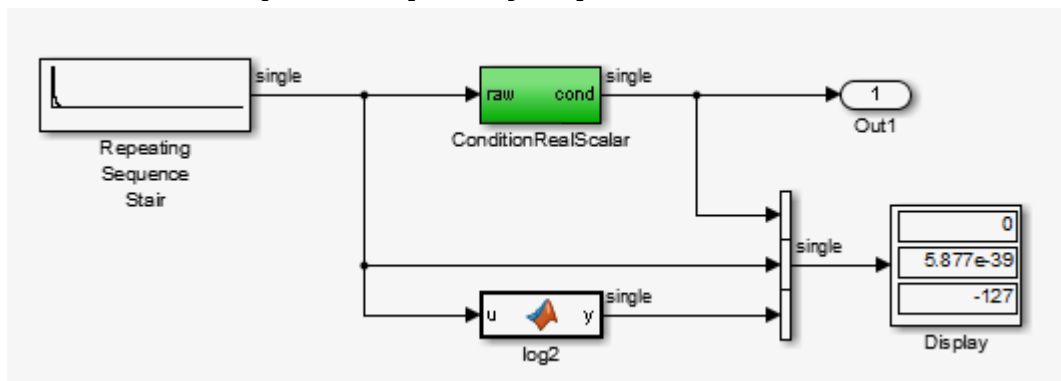 single
Repeating
Sequence
Stair
raw cond
single
ConditionRealScalar
1
Out1
single
0
5.877e-39
-127
Display
u y
single
log2